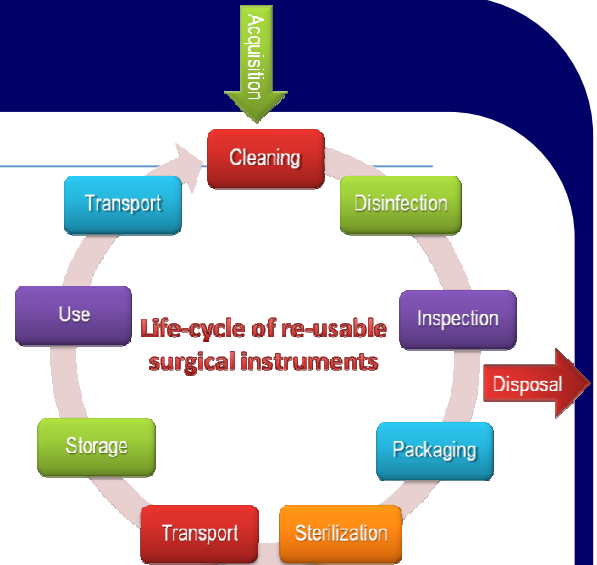 Acquisition
Cleaning
Disinfection
Inspection
Disposal
Packaging
Sterilization
Transport
Storage
Use
Transport
Life-cycle of re-usable
surgical instruments